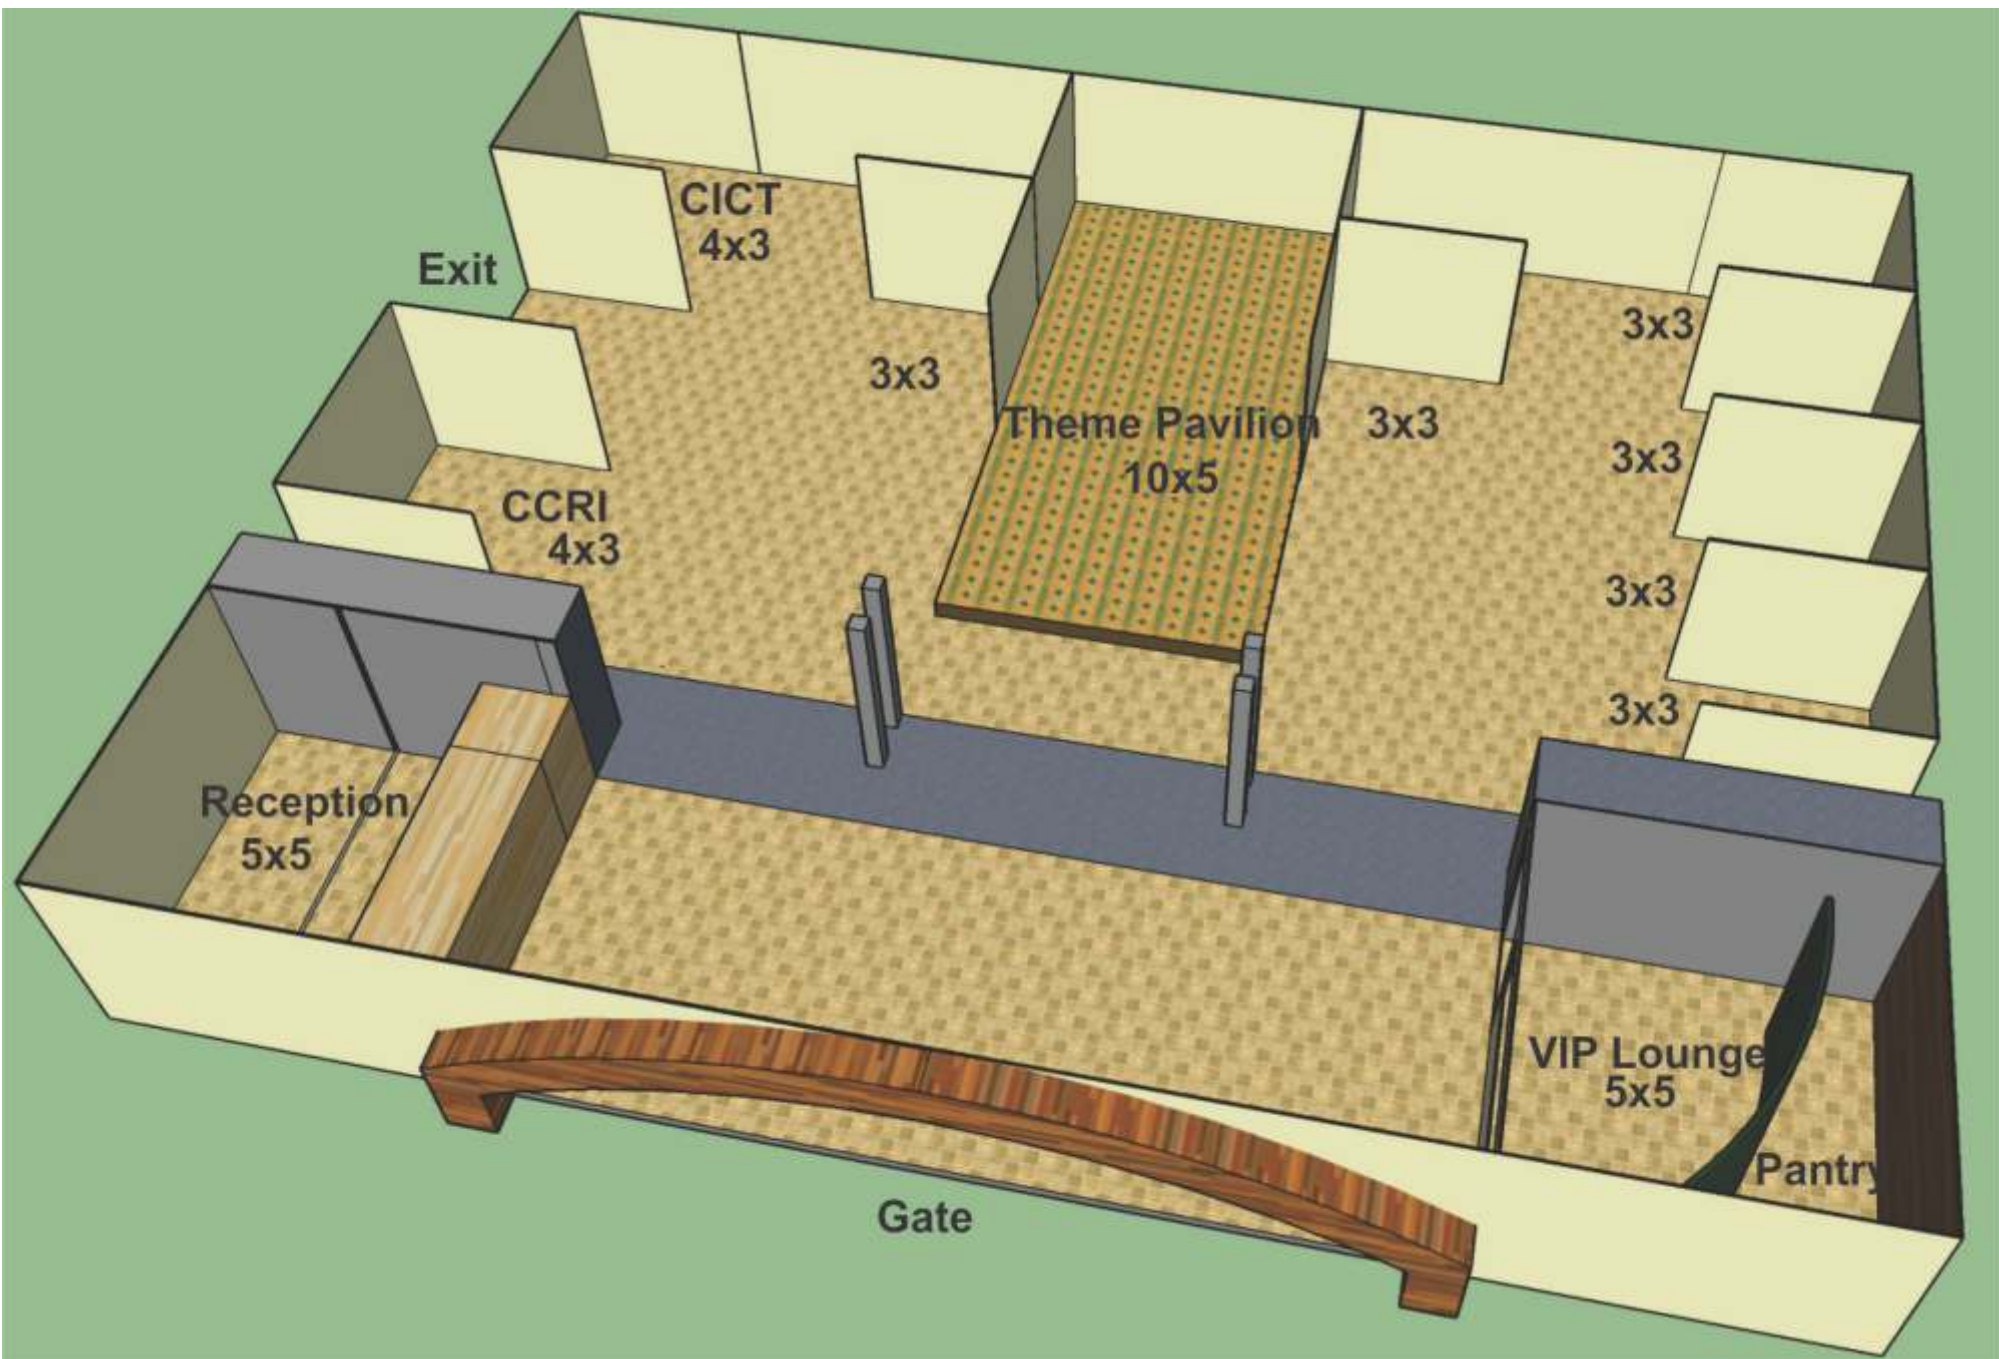 CICT
4x3
Exit
3x3
3x3
Theme Pavilion
10x5
3x3
3x3
CCRI
4x3
3x3
3x3
Reception
5x5
VIP Lounge
5x5
Pantry
Gate